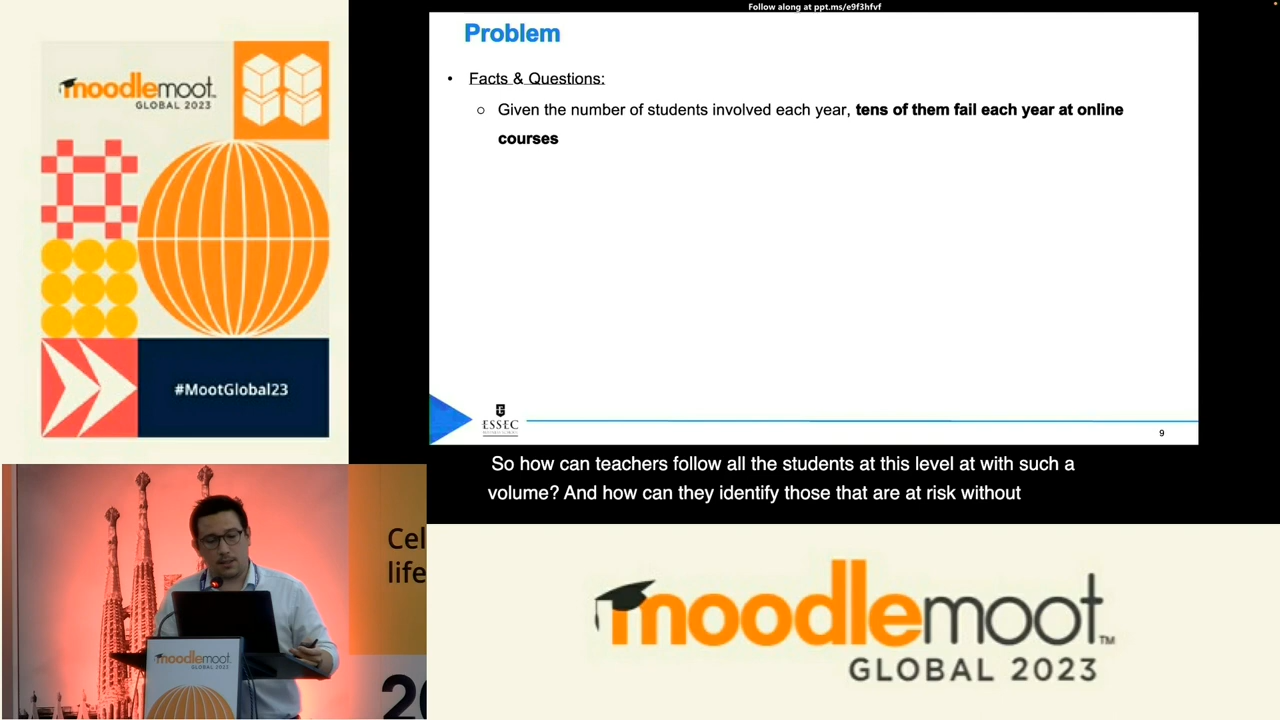 Follow along at ppt.ms/e9f3hfvf
moodlemoot
GLOBAL 2023
#MootGlobal23
Problem
• Facts & Questions:
○ Given the number of students involved each year, tens of them fail each year at online
courses
ESSEC
9
So how can teachers follow all the students at this level at with such a
volume? And how can they identify those that are at risk without
Cel
life
20
moodlemoot
GLOBAL 2023
moodlemoot™
GLOBAL 2023